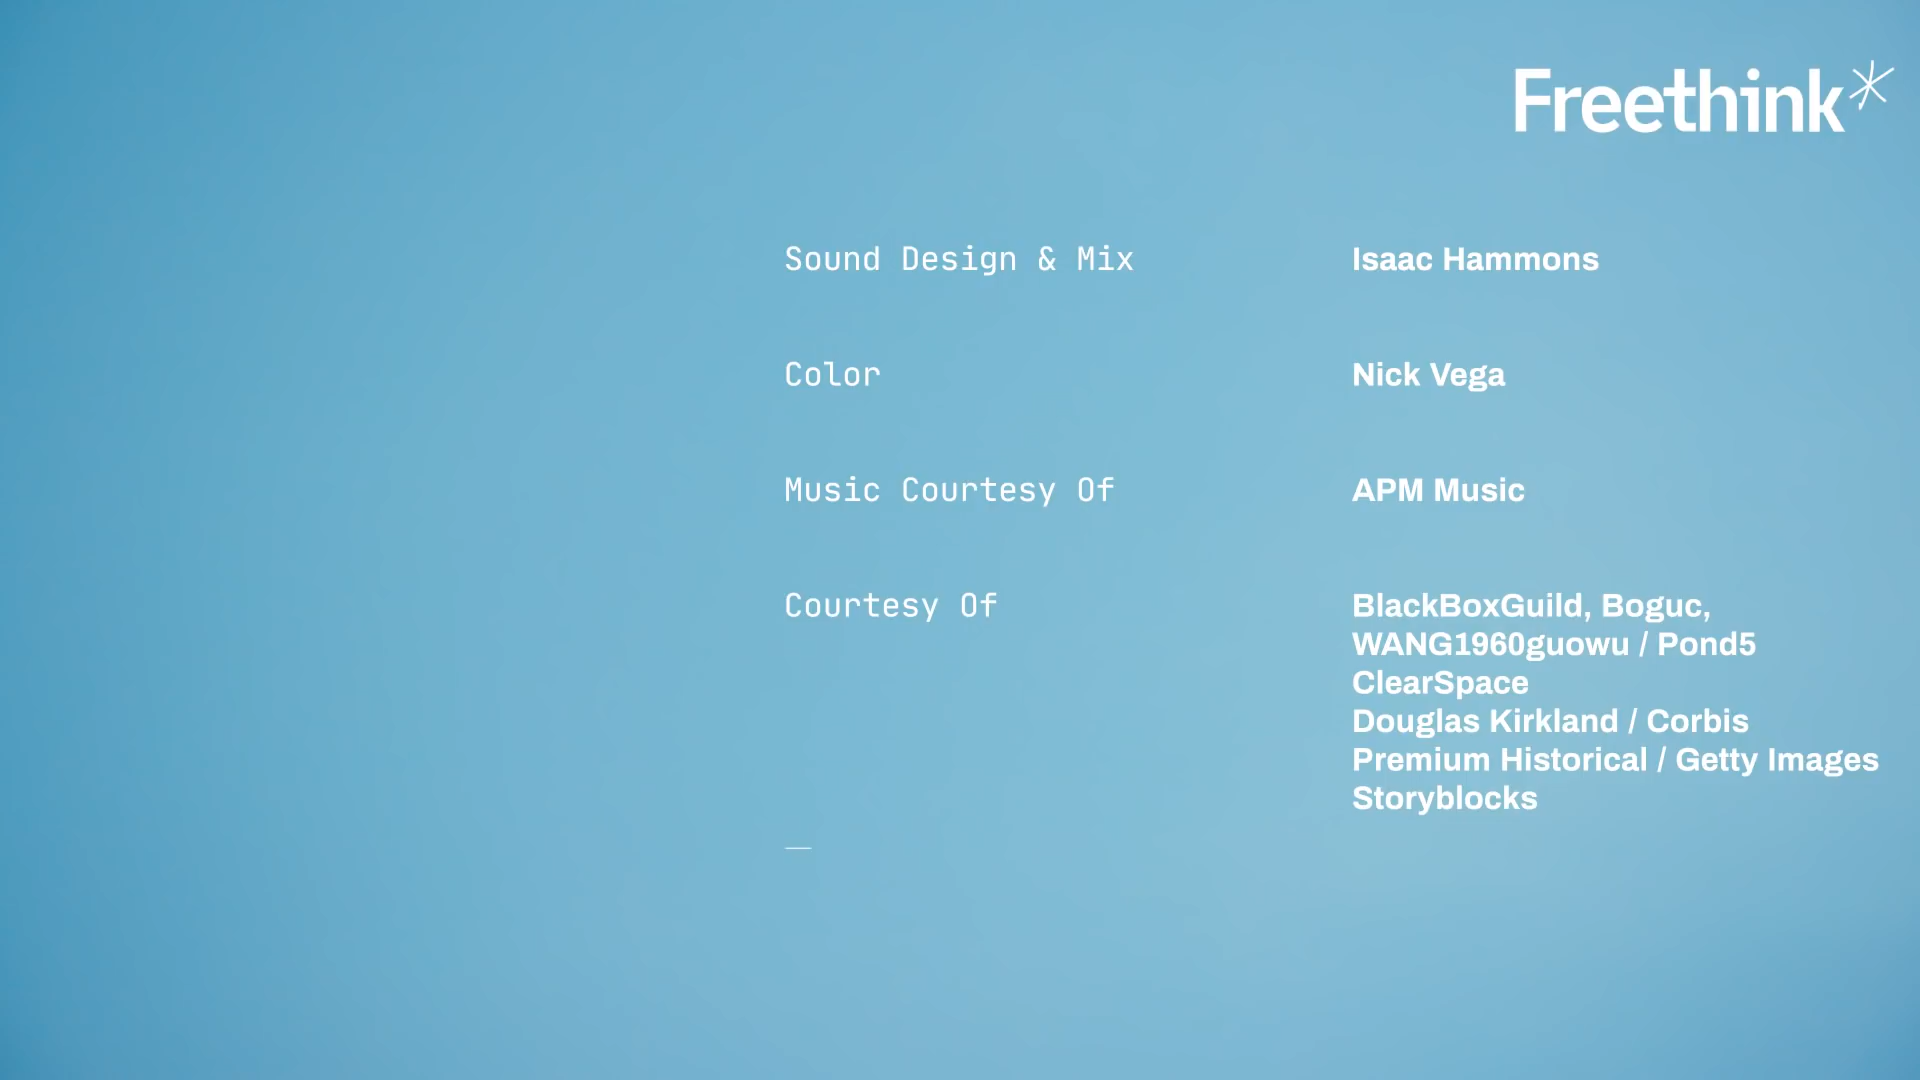 Freethink*
Sound Design & Mix Isaac Hammons
Color Nick Vega
Music Courtesy Of APM Music
Courtesy Of BlackBoxGuild, Boguc,
WANG1960guowu / Pond5
ClearSpace
Douglas Kirkland / Corbis
Premium Historical / Getty Images
Storyblocks